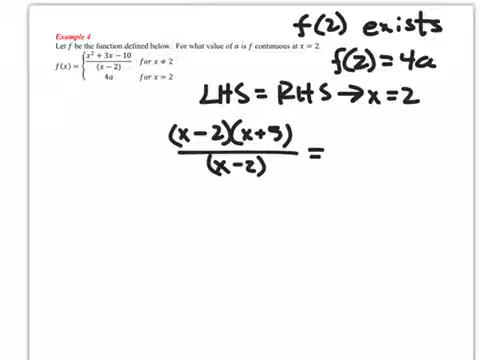 Example 4
Let f be the function defined below. For what value of a is f continuous at x = 2.
f(x) = { (x² + 3x − 10)/(x − 2) for x ≠ 2
4a for x = 2
f(2) exists
f(2) = 4a
LHS = RHS → x = 2
(x − 2)(x + 5)
/(x − 2) =